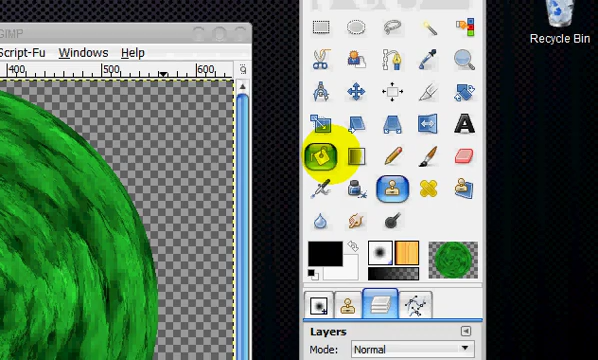 GIMP
Script-Fu Windows Help
400 500 600
Recycle Bin
A
Layers
Mode: Normal